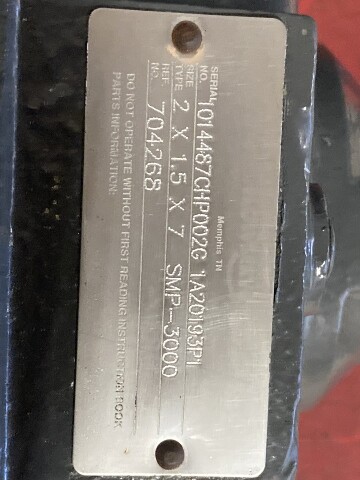 Memphis TN
SERIAL NO. 1014487CHP002G 1A20193P1
SIZE TYPE 2 X 1.5 X 7 SMP-3000
REF. NO. 704268
DO NOT OPERATE WITHOUT FIRST READING INSTRUCTION BOOK
PARTS INFORMATION.